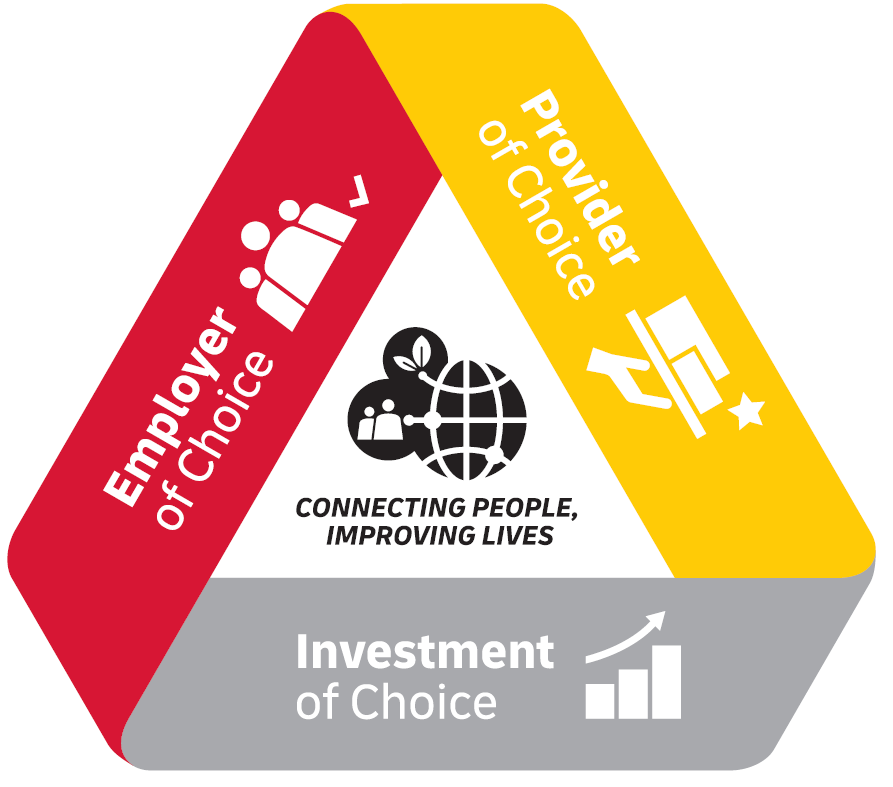 Employer
of Choice
Provider
of Choice
CONNECTING PEOPLE,
IMPROVING LIVES
Investment
of Choice